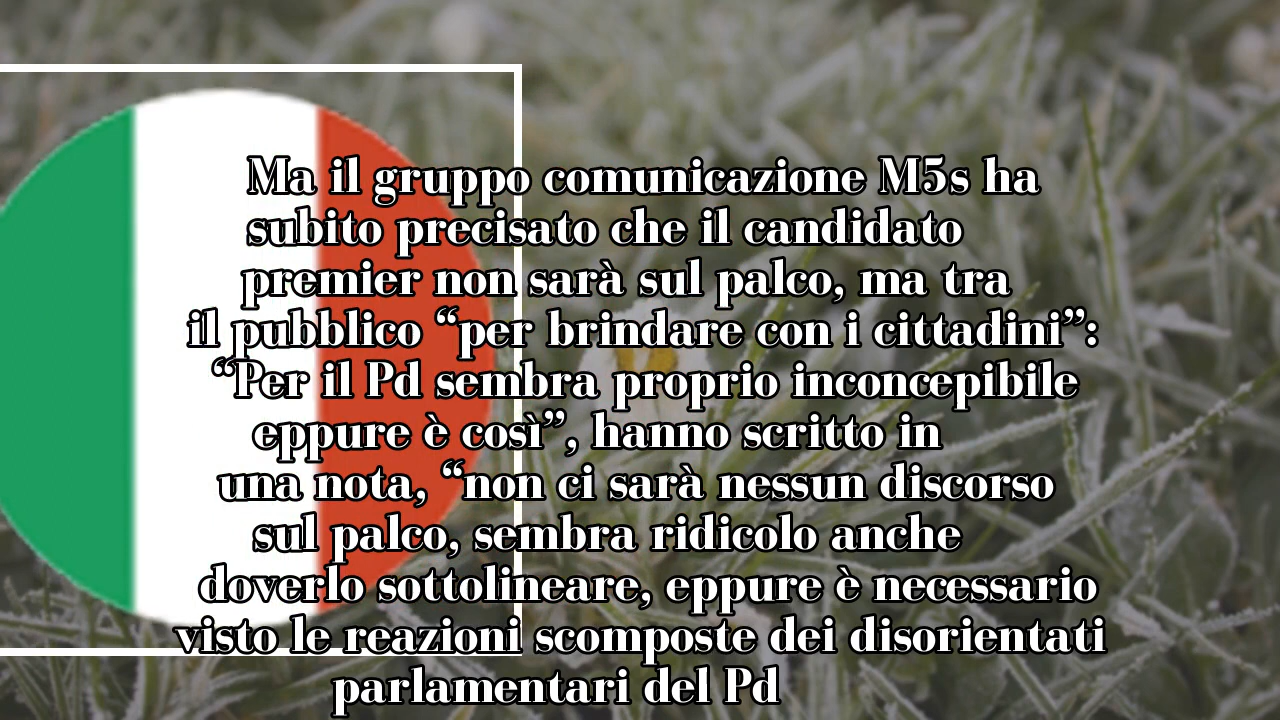 Ma il gruppo comunicazione M5s ha
subito precisato che il candidato
premier non sarà sul palco, ma tra
il pubblico “per brindare con i cittadini”:
“Per il Pd sembra proprio inconcepibile
eppure è così”, hanno scritto in
una nota, “non ci sarà nessun discorso
sul palco, sembra ridicolo anche
doverlo sottolineare, eppure è necessario
visto le reazioni scomposte dei disorientati
parlamentari del Pd